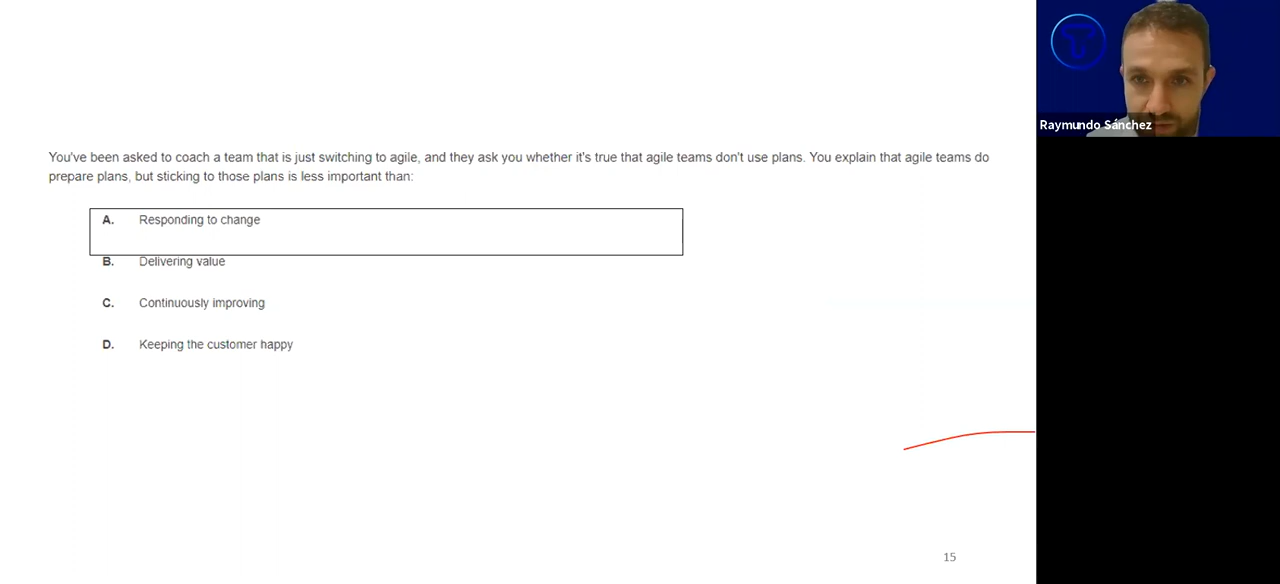 You've been asked to coach a team that is just switching to agile, and they ask you whether it's true that agile teams don't use plans. You explain that agile teams do
prepare plans, but sticking to those plans is less important than:
A. Responding to change
B. Delivering value
C. Continuously improving
D. Keeping the customer happy
15
Raymundo Sánchez